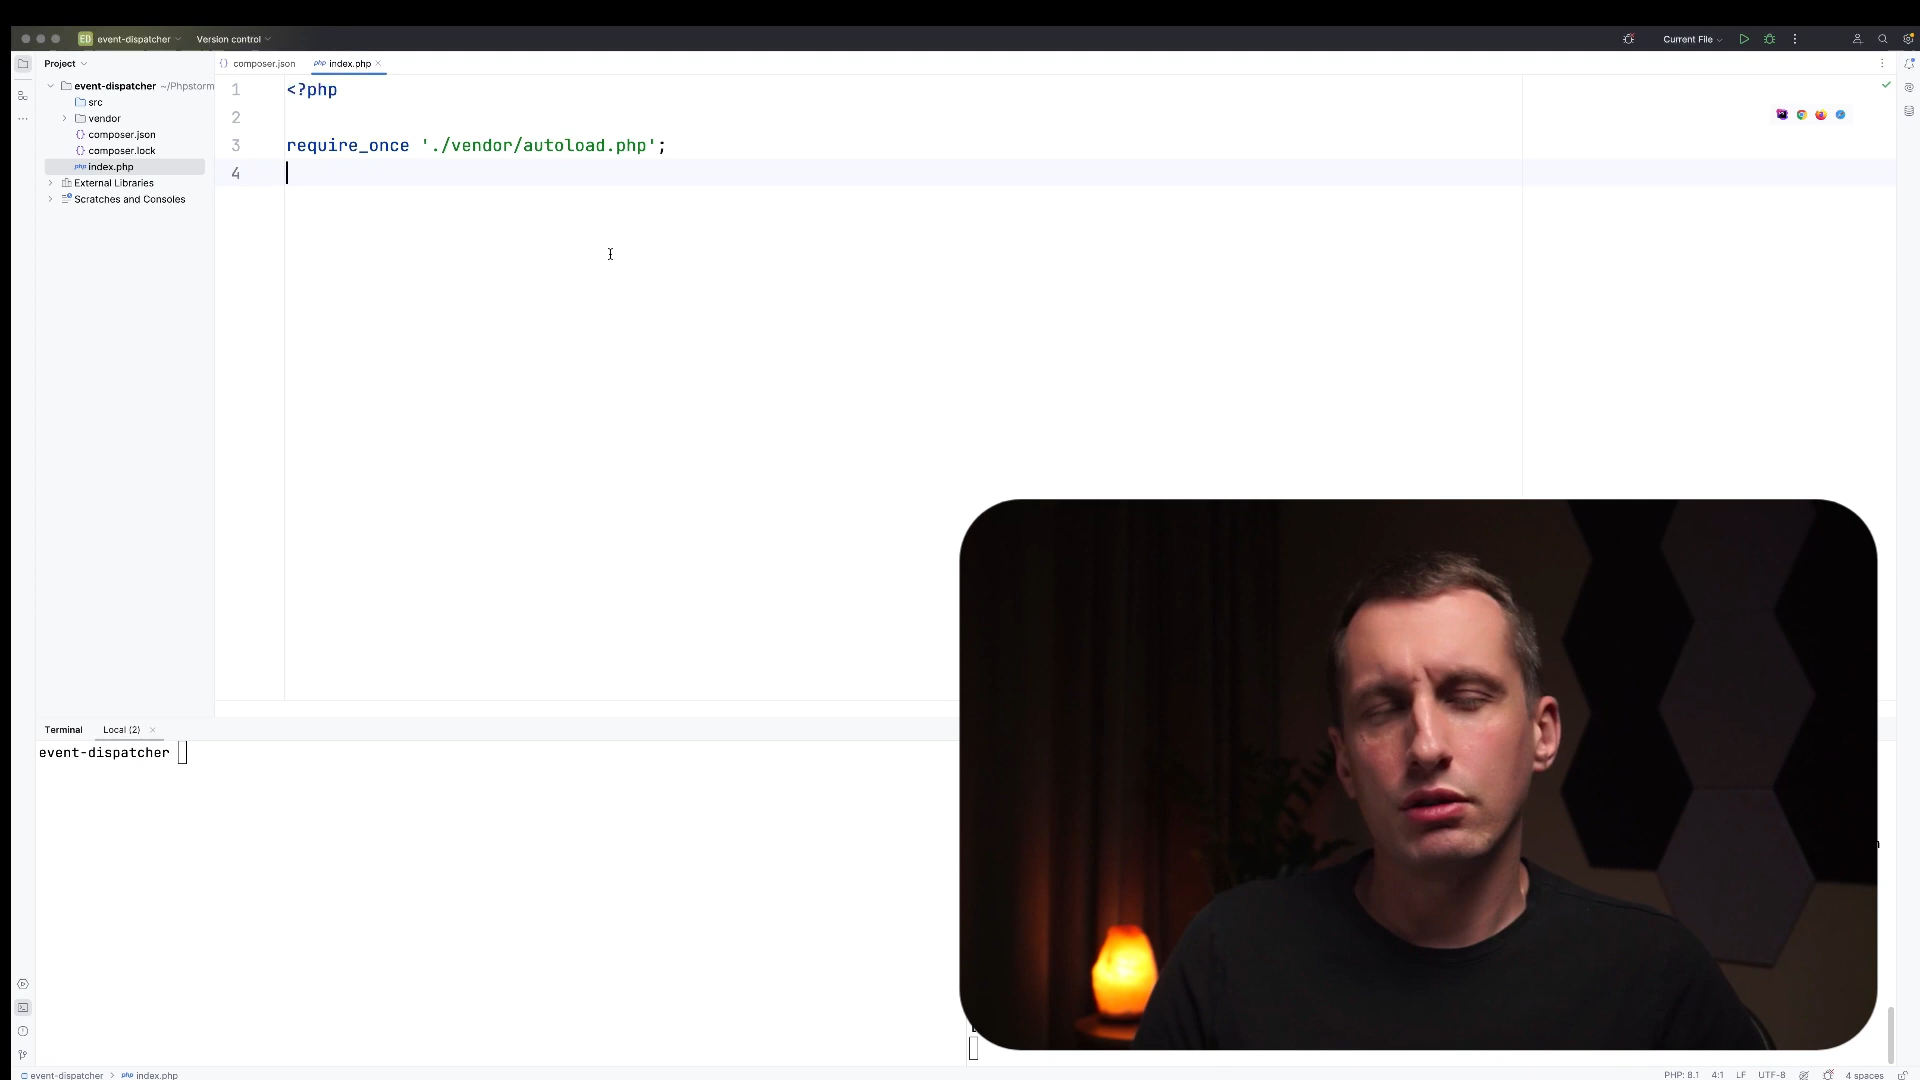 ED event-dispatcher Version control Current File
Project
composer.json index.php
event-dispatcher ~/Phpstorm
src
vendor
composer.json
composer.lock
index.php
External Libraries
Scratches and Consoles
1 <?php
2
3 require_once './vendor/autoload.php';
4
Terminal Local (2)
event-dispatcher
event-dispatcher > php index.php
PHP: 8.1 4:1 LF UTF-8 4 spaces